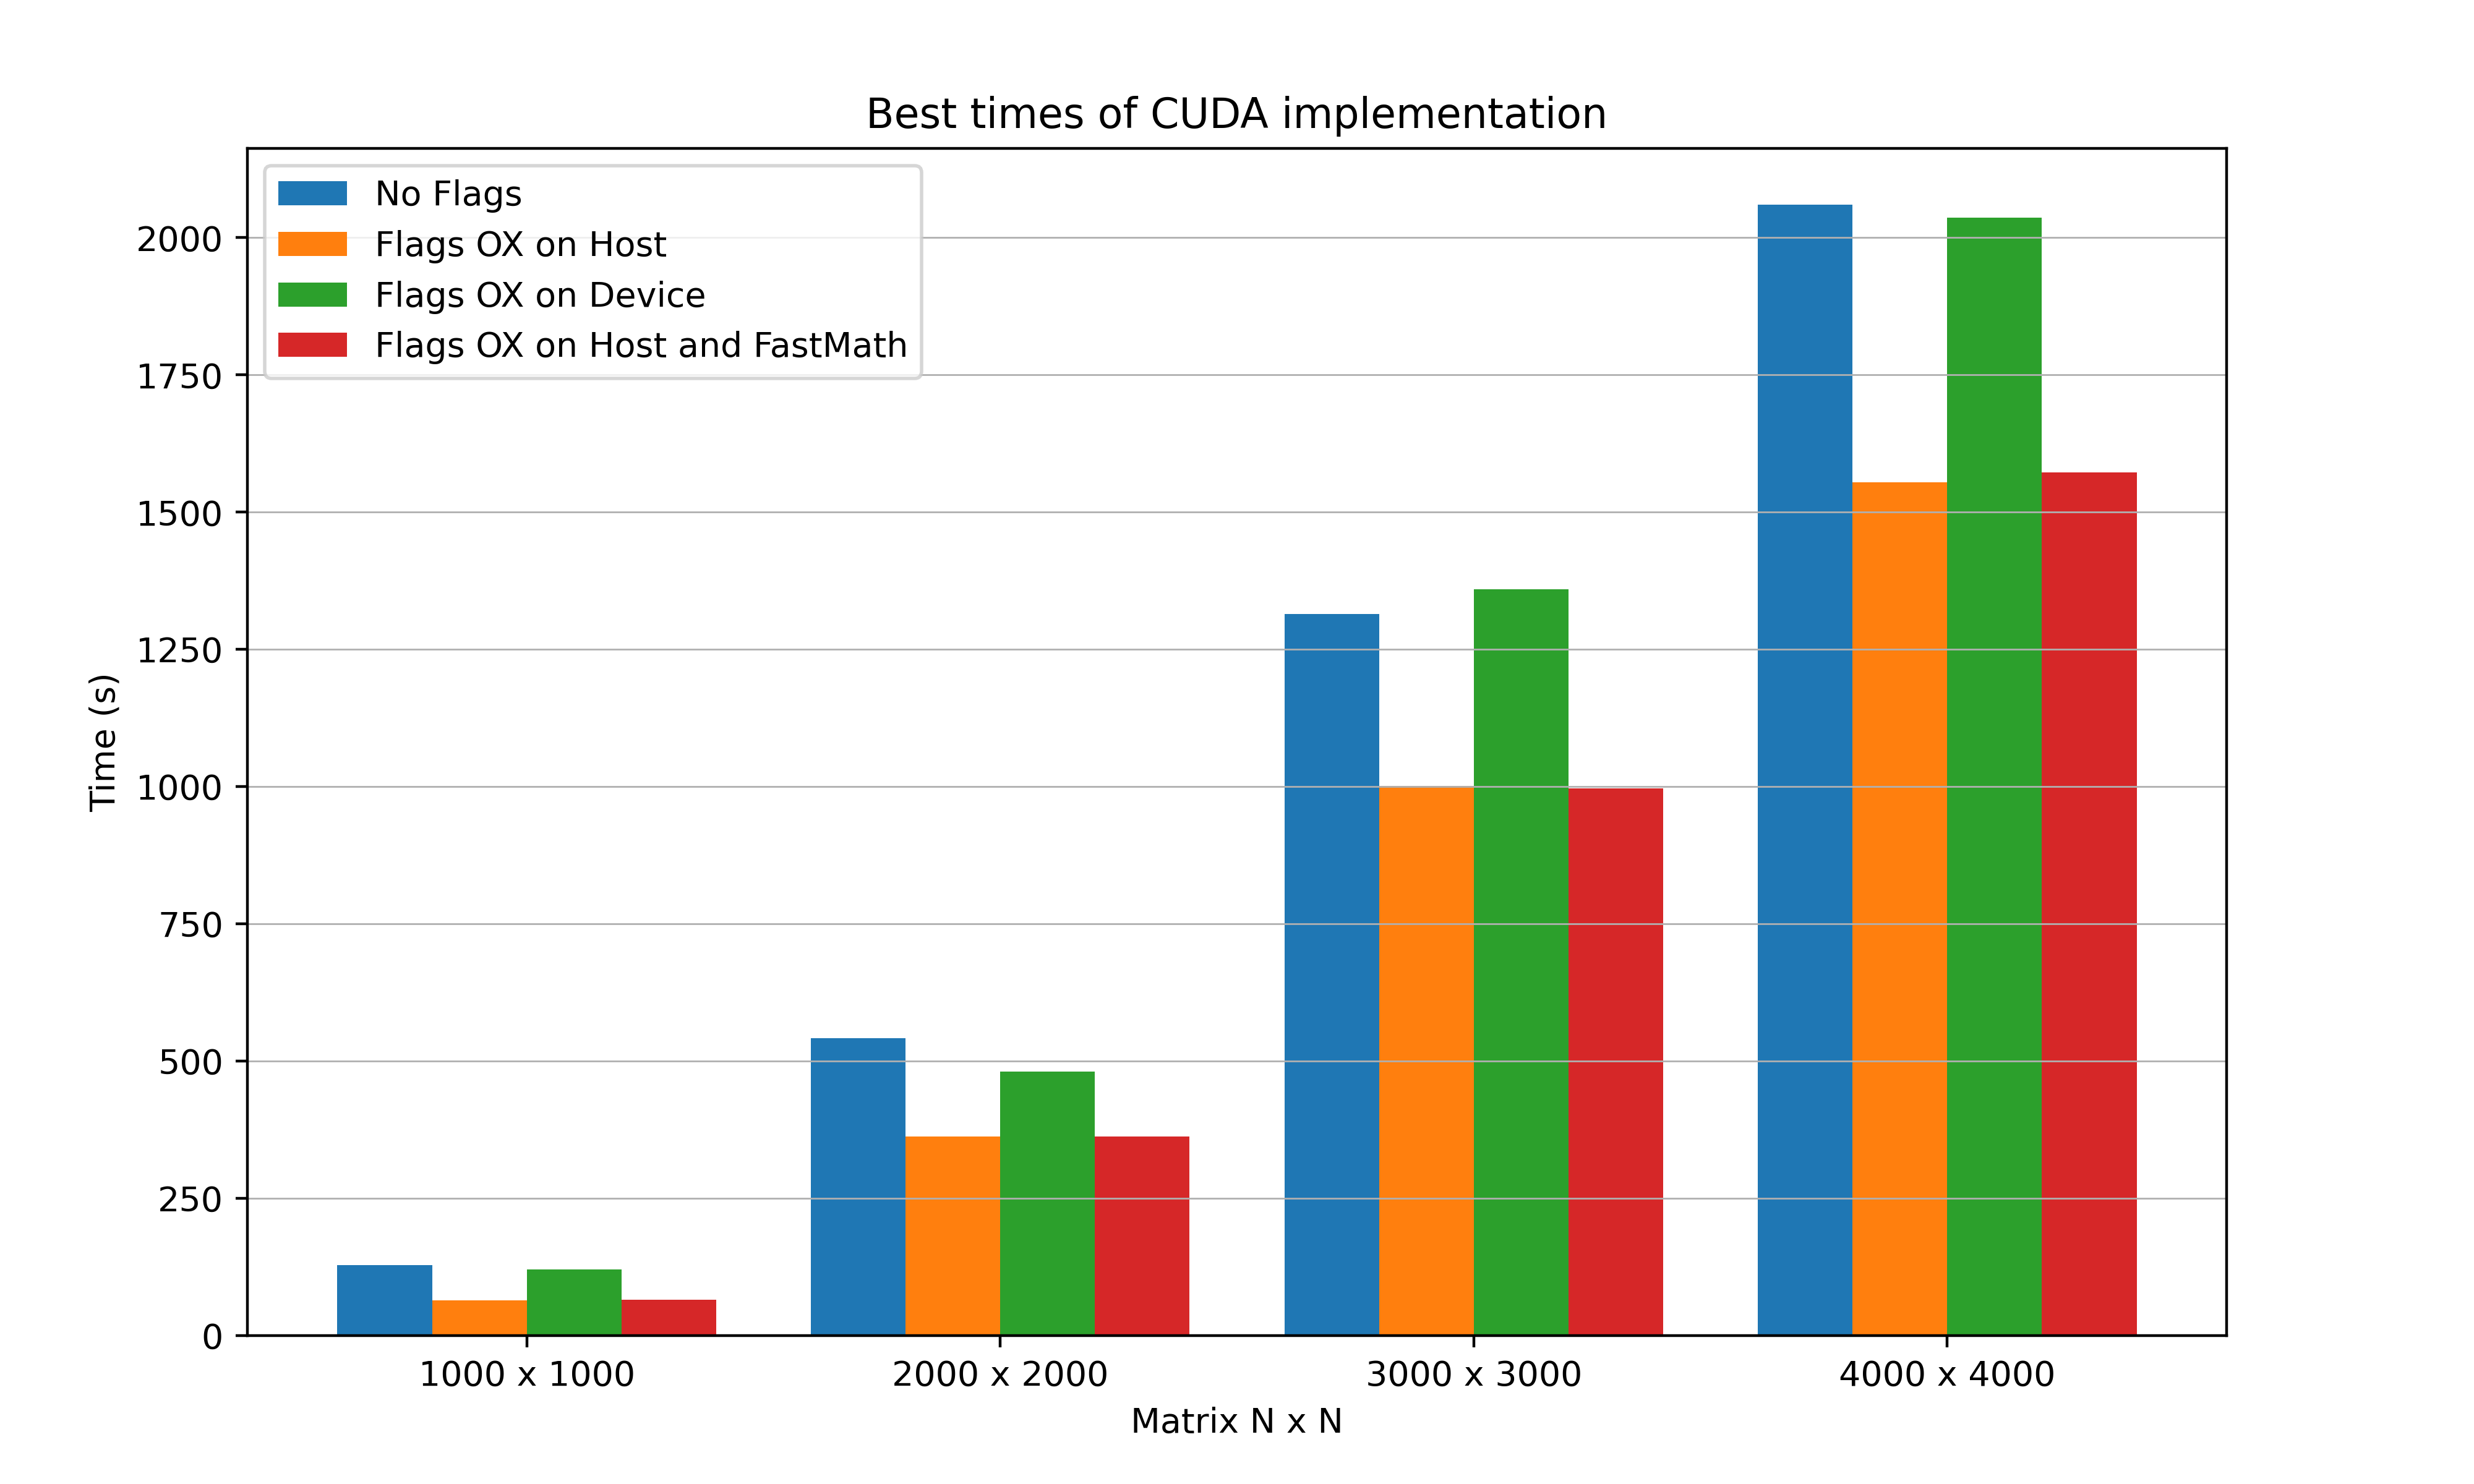 Best times of CUDA implementation
No Flags
Flags OX on Host
Flags OX on Device
Flags OX on Host and FastMath
2000
1750
1500
1250
1000
750
500
250
0
Time (s)
1000 x 1000
2000 x 2000
3000 x 3000
4000 x 4000
Matrix N x N